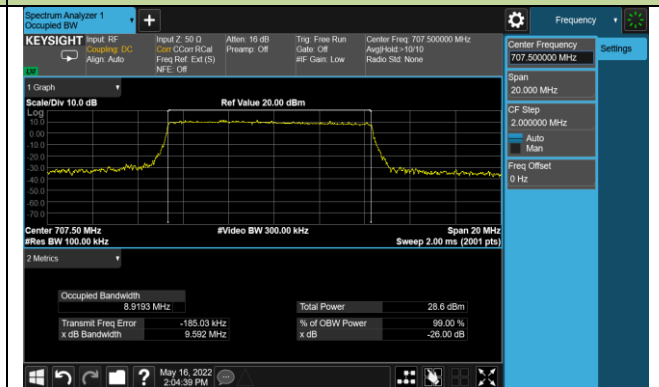 Spectrum Analyzer 1
Occupied BW
Frequency
KEYSIGHT
Input: RF
Coupling: DC
Align: Auto
Input Z: 50 Ω
Corr CCorr RCal
Freq Ref: Ext (S)
NFE: Off
Atten: 16 dB
Preamp: Off
Trig: Free Run
Gate: Off
#IF Gain: Low
Center Freq: 707.500000 MHz
Avg|Hold:>10/10
Radio Std: None
LXI
Center Frequency
707.500000 MHz
Settings
Span
20.000 MHz
CF Step
2.000000 MHz
Auto
Man
Freq Offset
0 Hz
1 Graph
Scale/Div 10.0 dB
Ref Value 20.00 dBm
Log
10.0
0.00
-10.0
-20.0
-30.0
-40.0
-50.0
-60.0
-70.0
Center 707.50 MHz
#Video BW 300.00 kHz
Span 20 MHz
#Res BW 100.00 kHz
Sweep 2.00 ms (2001 pts)
2 Metrics
Occupied Bandwidth
8.9193 MHz
Total Power 28.6 dBm
Transmit Freq Error -185.03 kHz
% of OBW Power 99.00 %
x dB Bandwidth 9.592 MHz
x dB -26.00 dB
?
May 16, 2022
2:04:39 PM